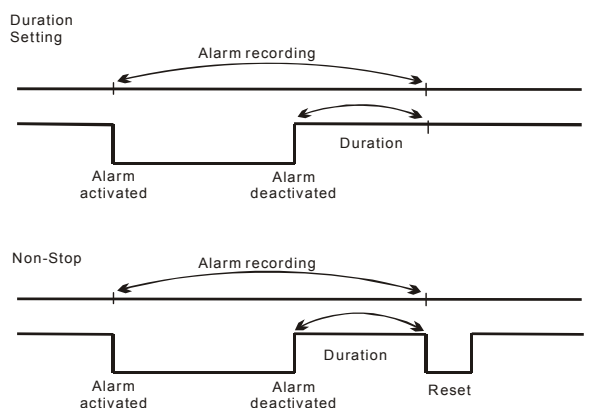 Duration
Setting
Alarm recording
Duration
Alarm
activated
Alarm
deactivated
Non-Stop
Alarm recording
Duration
Alarm
activated
Alarm
deactivated
Reset